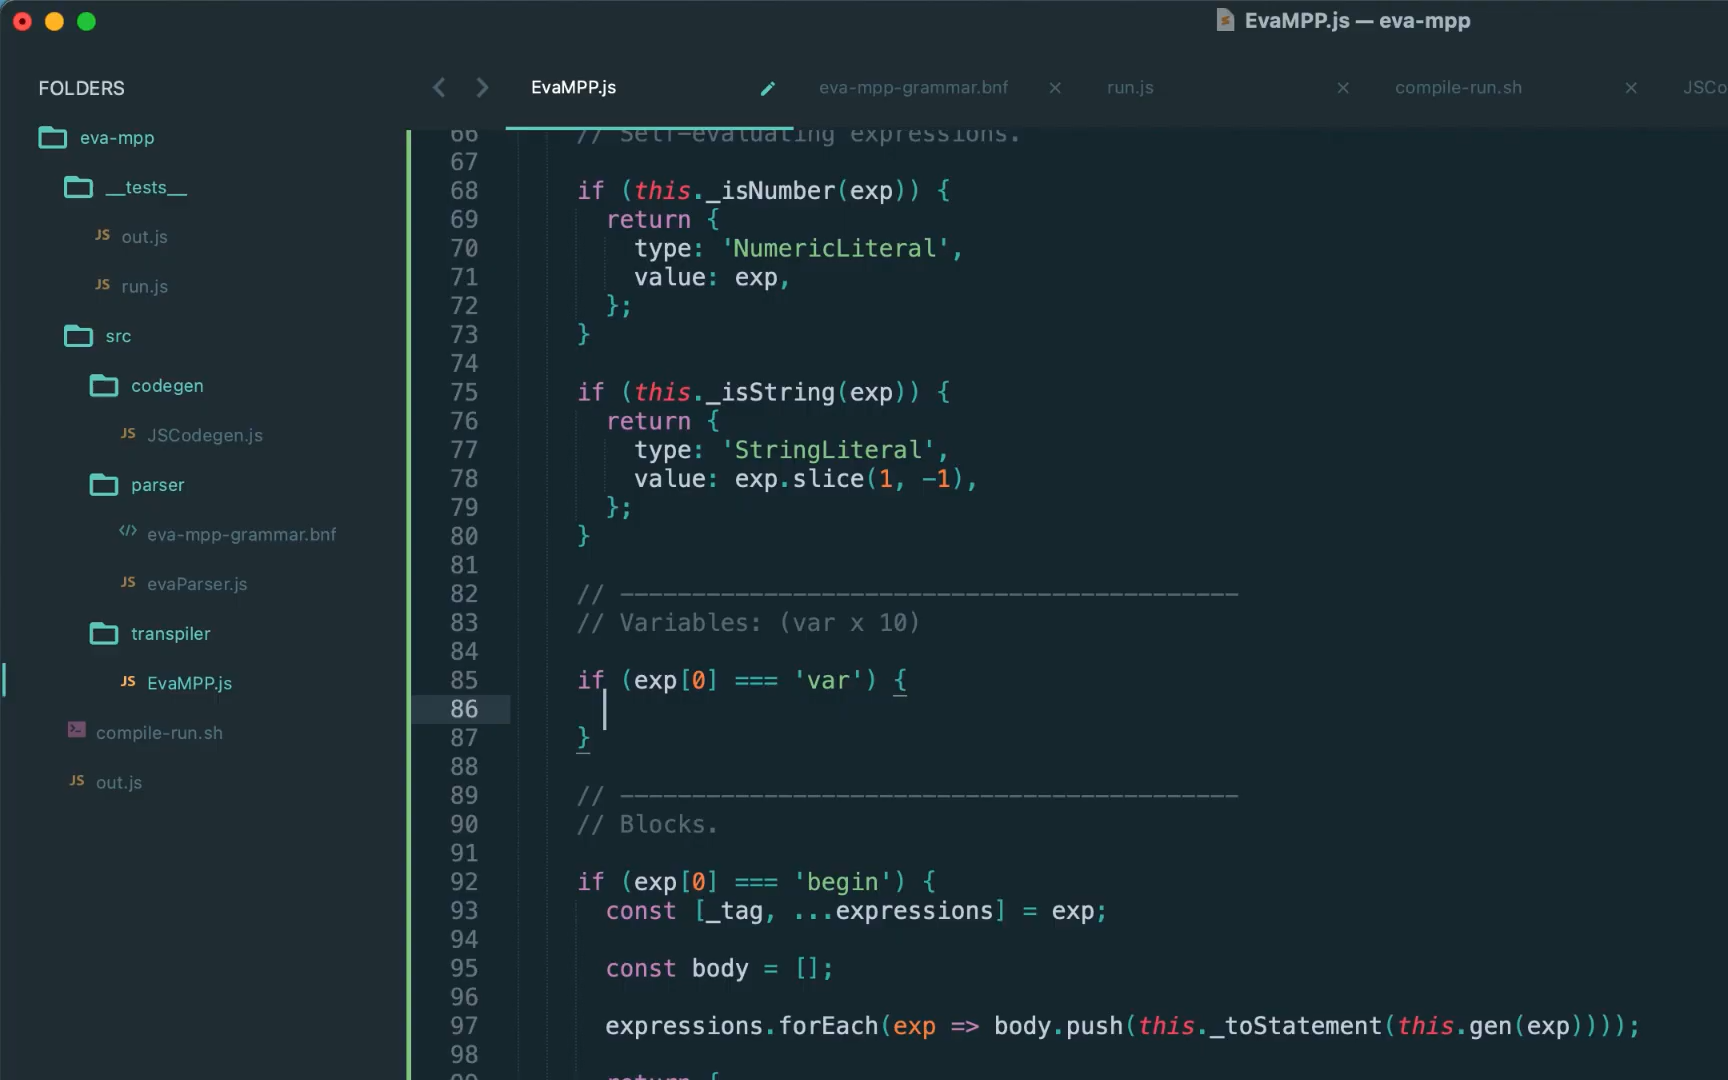 EvaMPP.js — eva-mpp
FOLDERS
eva-mpp
__tests__
JS out.js
JS run.js
src
codegen
JS JSCodegen.js
parser
</> eva-mpp-grammar.bnf
JS evaParser.js
transpiler
JS EvaMPP.js
compile-run.sh
JS out.js
EvaMPP.js eva-mpp-grammar.bnf run.js compile-run.sh JSCo
66 // Self-evaluating expressions.
67
68 if (this._isNumber(exp)) {
69 return {
70 type: 'NumericLiteral',
71 value: exp,
72 };
73 }
74
75 if (this._isString(exp)) {
76 return {
77 type: 'StringLiteral',
78 value: exp.slice(1, -1),
79 };
80 }
81
82 // -------------------------------------------
83 // Variables: (var x 10)
84
85 if (exp[0] === 'var') {
86
87 }
88
89 // -------------------------------------------
90 // Blocks.
91
92 if (exp[0] === 'begin') {
93 const [_tag, ...expressions] = exp;
94
95 const body = [];
96
97 expressions.forEach(exp => body.push(this._toStatement(this.gen(exp))));
98
99 return {